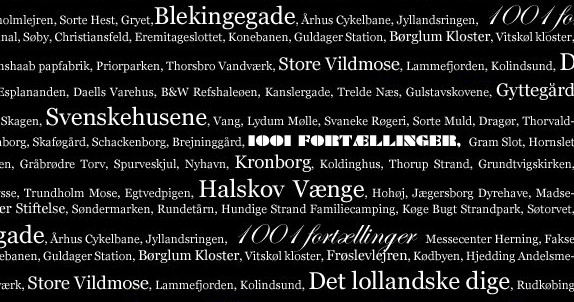 holmlejren, Sorte Hest, Gryet, Blekingegade, Århus Cykelbane, Jyllandsringen, 1001 fo
nal, Søby, Christiansfeld, Eremitageslottet, Konebanen, Guldager Station, Børglum Kloster, Vitskøl kloster,
nshaab papfabrik, Priorparken, Thorsbro Vandværk, Store Vildmose, Lammefjorden, Kolindsund, D
Esplananden, Daells Varehus, B&W Refshaleøen, Kanslergade, Trelde Næs, Gulstavskovene, Gyttegård
Skagen, Svenskehusene, Vang, Lydum Mølle, Svaneke Røgeri, Sorte Muld, Dragør, Thorvald-
nborg, Skaføgård, Schackenborg, Brejninggård, 1001 FORTÆLLINGER, Gram Slot, Hornslet
en, Gråbrødre Torv, Spurveskjul, Nyhavn, Kronborg, Koldinghus, Thorup Strand, Grundtvigskirken,
sse, Trundholm Mose, Egtvedpigen, Halskov Vænge, Hohøj, Jægersborg Dyrehave, Madse-
er Stiftelse, Søndermarken, Rundetårn, Hundige Strand Familiecamping, Køge Bugt Strandpark, Søtorvet,
gade, Århus Cykelbane, Jyllandsringen, 1001 fortællinger Messecenter Herning, Fakse
ebanen, Guldager Station, Børglum Kloster, Vitskøl kloster, Frøslevlejren, Kødbyen, Hjedding Andelsme-
værk, Store Vildmose, Lammefjorden, Kolindsund, Det lollandske dige, Rudkøbing